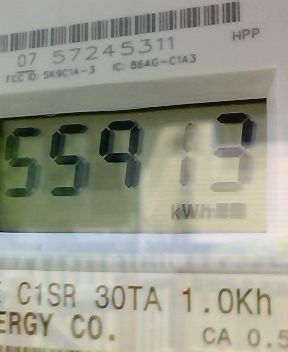 07 57245311
HPP
FCC ID: SK9C1A-3 IC: 864G-C1A3
55913
kWh
C1SR 30TA 1.0Kh
ERGY CO.
CA 0.5